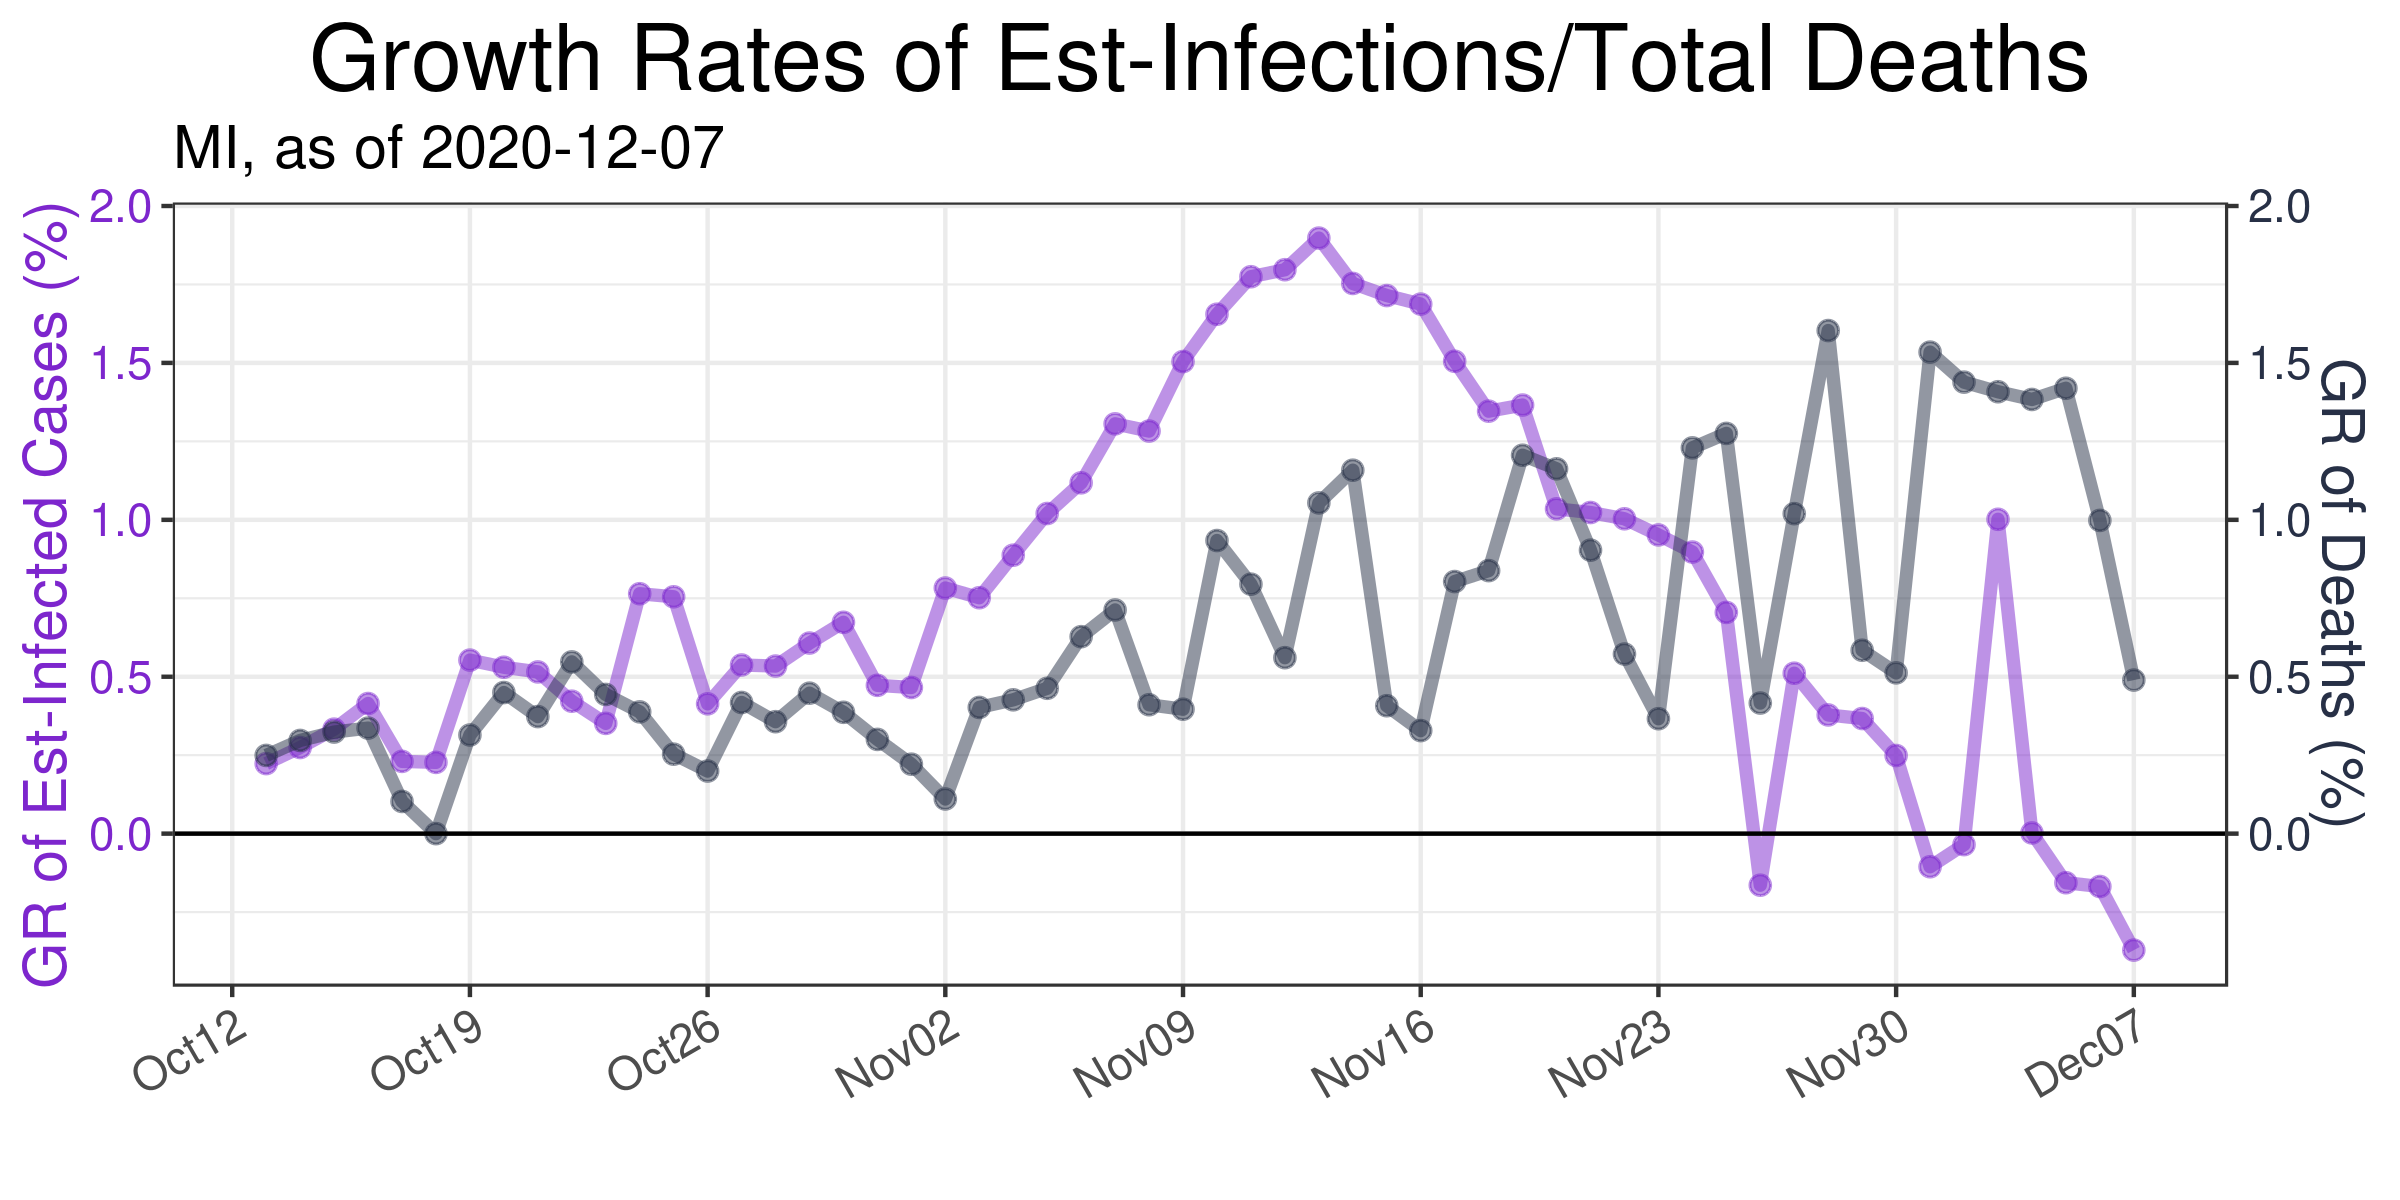 Growth Rates of Est-Infections/Total Deaths
MI, as of 2020-12-07
GR of Est-Infected Cases (%)
2.0
1.5
1.0
0.5
0.0
2.0
1.5
1.0
0.5
0.0
GR of Deaths (%)
Oct12
Oct19
Oct26
Nov02
Nov09
Nov16
Nov23
Nov30
Dec07